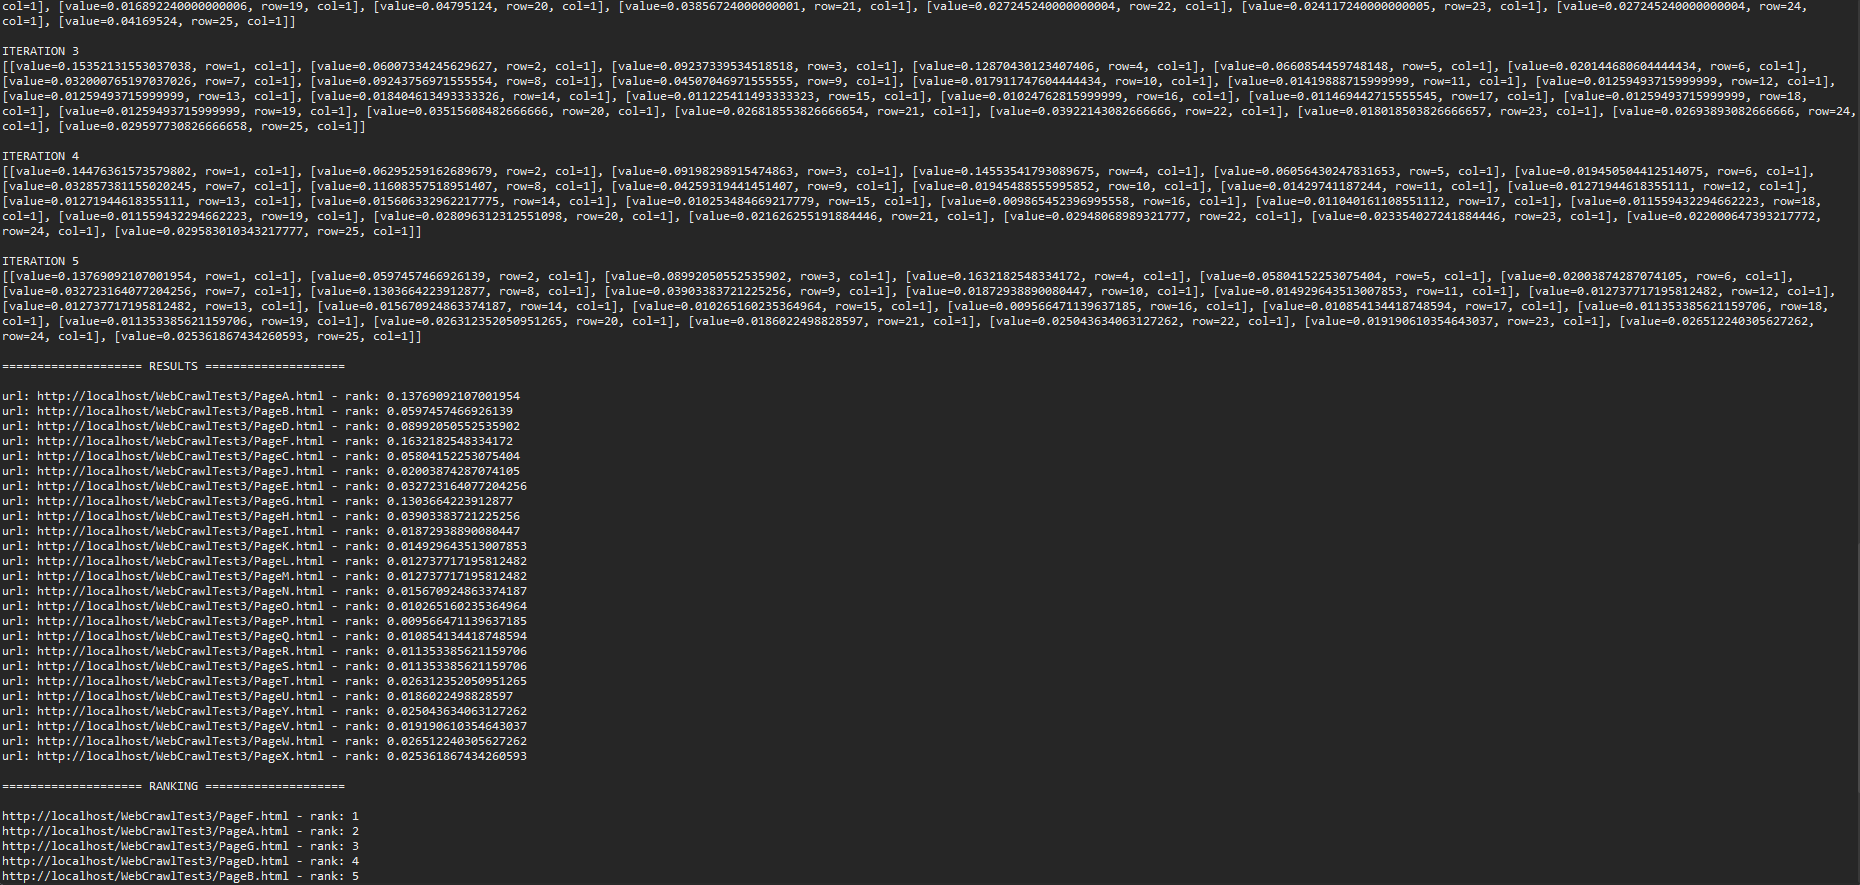 col=1], [value=0.016892240000000006, row=19, col=1], [value=0.04795124, row=20, col=1], [value=0.03856724000000001, row=21, col=1], [value=0.027245240000000004, row=22, col=1], [value=0.024117240000000005, row=23, col=1], [value=0.027245240000000004, row=24,
col=1], [value=0.04169524, row=25, col=1]]
ITERATION 3
[[value=0.15352131553037038, row=1, col=1], [value=0.06007334245629627, row=2, col=1], [value=0.09237339534518518, row=3, col=1], [value=0.12870430123407406, row=4, col=1], [value=0.0660854459748148, row=5, col=1], [value=0.020144680604444434, row=6, col=1],
[value=0.032000765197037026, row=7, col=1], [value=0.09243756971555554, row=8, col=1], [value=0.04507046971555555, row=9, col=1], [value=0.017911747604444434, row=10, col=1], [value=0.01419888715999999, row=11, col=1], [value=0.01259493715999999, row=12, col=1],
[value=0.01259493715999999, row=13, col=1], [value=0.018404613493333326, row=14, col=1], [value=0.011225411493333323, row=15, col=1], [value=0.01024762815999999, row=16, col=1], [value=0.011469442715555545, row=17, col=1], [value=0.01259493715999999, row=18,
col=1], [value=0.01259493715999999, row=19, col=1], [value=0.03515608482666666, row=20, col=1], [value=0.026818553826666654, row=21, col=1], [value=0.03922143082666666, row=22, col=1], [value=0.018018503826666657, row=23, col=1], [value=0.02693893082666666, row=24,
col=1], [value=0.029597730826666658, row=25, col=1]]
ITERATION 4
[[value=0.14476361573579802, row=1, col=1], [value=0.06295259162689679, row=2, col=1], [value=0.09198298915474863, row=3, col=1], [value=0.14553541793089675, row=4, col=1], [value=0.06056430247831653, row=5, col=1], [value=0.019450504412514075, row=6, col=1],
[value=0.032857381155020245, row=7, col=1], [value=0.11608357518951407, row=8, col=1], [value=0.04259319441451407, row=9, col=1], [value=0.01945488555995852, row=10, col=1], [value=0.01429741187244, row=11, col=1], [value=0.01271944618355111, row=12, col=1],
[value=0.01271944618355111, row=13, col=1], [value=0.015606332962217775, row=14, col=1], [value=0.010253484669217779, row=15, col=1], [value=0.009865452396995558, row=16, col=1], [value=0.011040161108551112, row=17, col=1], [value=0.011559432294662223, row=18,
col=1], [value=0.011559432294662223, row=19, col=1], [value=0.028096312312551098, row=20, col=1], [value=0.021626255191884446, row=21, col=1], [value=0.02948068989321777, row=22, col=1], [value=0.023354027241884446, row=23, col=1], [value=0.022000647393217772,
row=24, col=1], [value=0.029583010343217777, row=25, col=1]]
ITERATION 5
[[value=0.13769092107001954, row=1, col=1], [value=0.0597457466926139, row=2, col=1], [value=0.08992050552535902, row=3, col=1], [value=0.1632182548334172, row=4, col=1], [value=0.05804152253075404, row=5, col=1], [value=0.02003874287074105, row=6, col=1],
[value=0.032723164077204256, row=7, col=1], [value=0.1303664223912877, row=8, col=1], [value=0.03903383721225256, row=9, col=1], [value=0.01872938890080447, row=10, col=1], [value=0.014929643513007853, row=11, col=1], [value=0.012737717195812482, row=12, col=1],
[value=0.012737717195812482, row=13, col=1], [value=0.015670924863374187, row=14, col=1], [value=0.010265160235364964, row=15, col=1], [value=0.009566471139637185, row=16, col=1], [value=0.010854134418748594, row=17, col=1], [value=0.011353385621159706, row=18,
col=1], [value=0.011353385621159706, row=19, col=1], [value=0.026312352050951265, row=20, col=1], [value=0.0186022498828597, row=21, col=1], [value=0.025043634063127262, row=22, col=1], [value=0.019190610354643037, row=23, col=1], [value=0.026512240305627262,
row=24, col=1], [value=0.025361867434260593, row=25, col=1]]
==================== RESULTS ====================
url: http://localhost/WebCrawlTest3/PageA.html - rank: 0.13769092107001954
url: http://localhost/WebCrawlTest3/PageB.html - rank: 0.0597457466926139
url: http://localhost/WebCrawlTest3/PageD.html - rank: 0.08992050552535902
url: http://localhost/WebCrawlTest3/PageF.html - rank: 0.1632182548334172
url: http://localhost/WebCrawlTest3/PageC.html - rank: 0.05804152253075404
url: http://localhost/WebCrawlTest3/PageJ.html - rank: 0.02003874287074105
url: http://localhost/WebCrawlTest3/PageE.html - rank: 0.032723164077204256
url: http://localhost/WebCrawlTest3/PageG.html - rank: 0.1303664223912877
url: http://localhost/WebCrawlTest3/PageH.html - rank: 0.03903383721225256
url: http://localhost/WebCrawlTest3/PageI.html - rank: 0.01872938890080447
url: http://localhost/WebCrawlTest3/PageK.html - rank: 0.014929643513007853
url: http://localhost/WebCrawlTest3/PageL.html - rank: 0.012737717195812482
url: http://localhost/WebCrawlTest3/PageM.html - rank: 0.012737717195812482
url: http://localhost/WebCrawlTest3/PageN.html - rank: 0.015670924863374187
url: http://localhost/WebCrawlTest3/PageO.html - rank: 0.010265160235364964
url: http://localhost/WebCrawlTest3/PageP.html - rank: 0.009566471139637185
url: http://localhost/WebCrawlTest3/PageQ.html - rank: 0.010854134418748594
url: http://localhost/WebCrawlTest3/PageR.html - rank: 0.011353385621159706
url: http://localhost/WebCrawlTest3/PageS.html - rank: 0.011353385621159706
url: http://localhost/WebCrawlTest3/PageT.html - rank: 0.026312352050951265
url: http://localhost/WebCrawlTest3/PageU.html - rank: 0.0186022498828597
url: http://localhost/WebCrawlTest3/PageY.html - rank: 0.025043634063127262
url: http://localhost/WebCrawlTest3/PageV.html - rank: 0.019190610354643037
url: http://localhost/WebCrawlTest3/PageW.html - rank: 0.026512240305627262
url: http://localhost/WebCrawlTest3/PageX.html - rank: 0.025361867434260593
==================== RANKING ====================
http://localhost/WebCrawlTest3/PageF.html - rank: 1
http://localhost/WebCrawlTest3/PageA.html - rank: 2
http://localhost/WebCrawlTest3/PageG.html - rank: 3
http://localhost/WebCrawlTest3/PageD.html - rank: 4
http://localhost/WebCrawlTest3/PageB.html - rank: 5